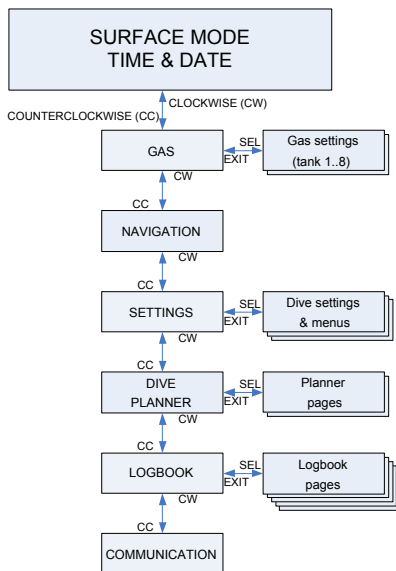 SURFACE MODE
TIME & DATE
CLOCKWISE (CW)
COUNTERCLOCKWISE (CC)
GAS
SEL
EXIT
Gas settings
(tank 1..8)
CW
CC
NAVIGATION
CW
CC
SETTINGS
SEL
EXIT
Dive settings
& menus
CW
CC
DIVE
PLANNER
SEL
EXIT
Planner
pages
CW
CC
LOGBOOK
SEL
EXIT
Logbook
pages
CW
CC
COMMUNICATION